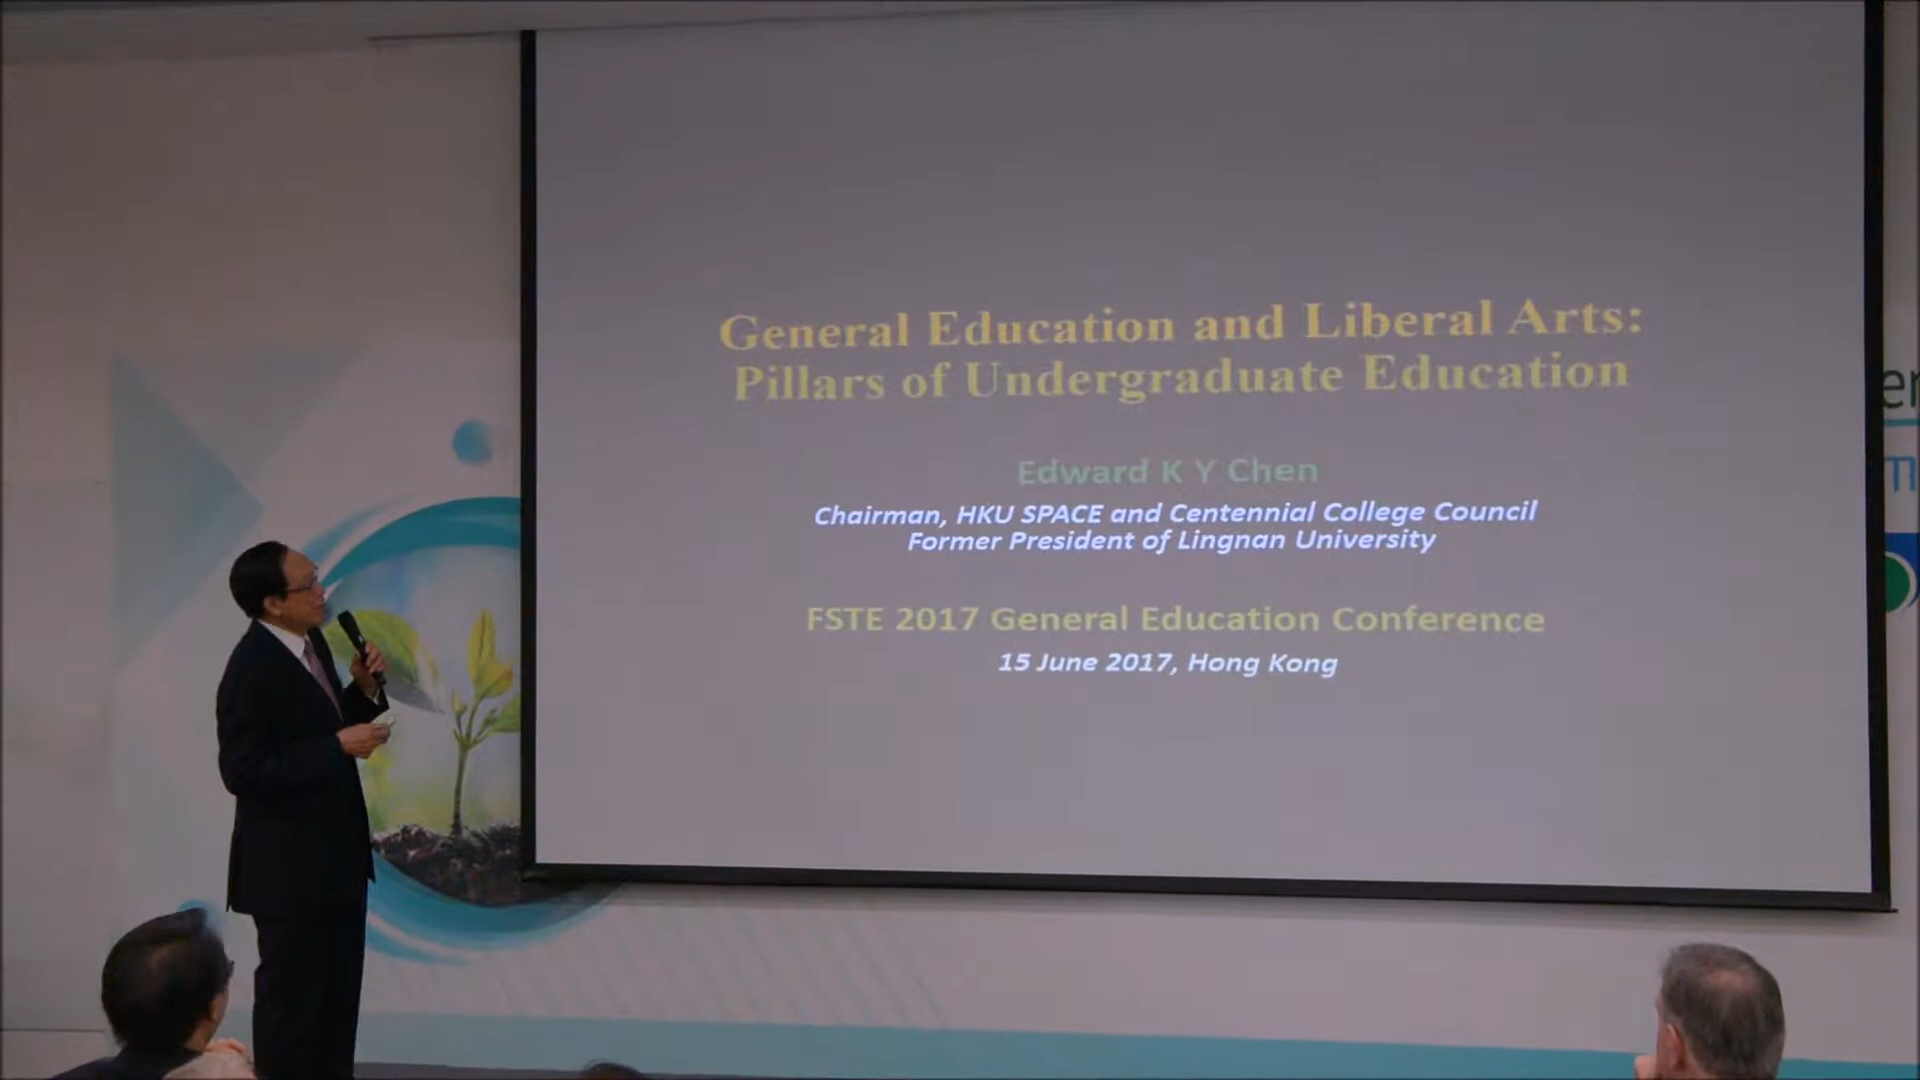 General Education and Liberal Arts:
Pillars of Undergraduate Education
Edward K Y Chen
Chairman, HKU SPACE and Centennial College Council
Former President of Lingnan University
FSTE 2017 General Education Conference
15 June 2017, Hong Kong